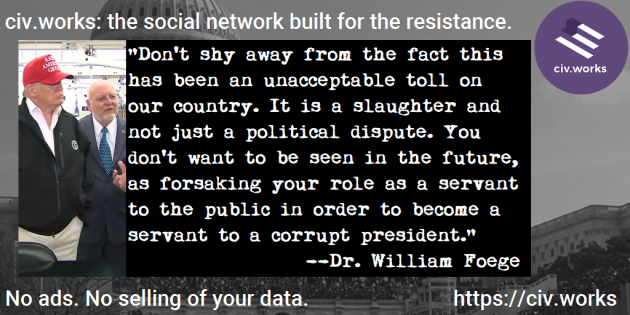 civ.works: the social network built for the resistance.
civ.works
"Don't shy away from the fact this
has been an unacceptable toll on
our country. It is a slaughter and
not just a political dispute. You
don't want to be seen in the future,
as forsaking your role as a servant
to the public in order to become a
servant to a corrupt president."
--Dr. William Foege
No ads. No selling of your data.
https://civ.works